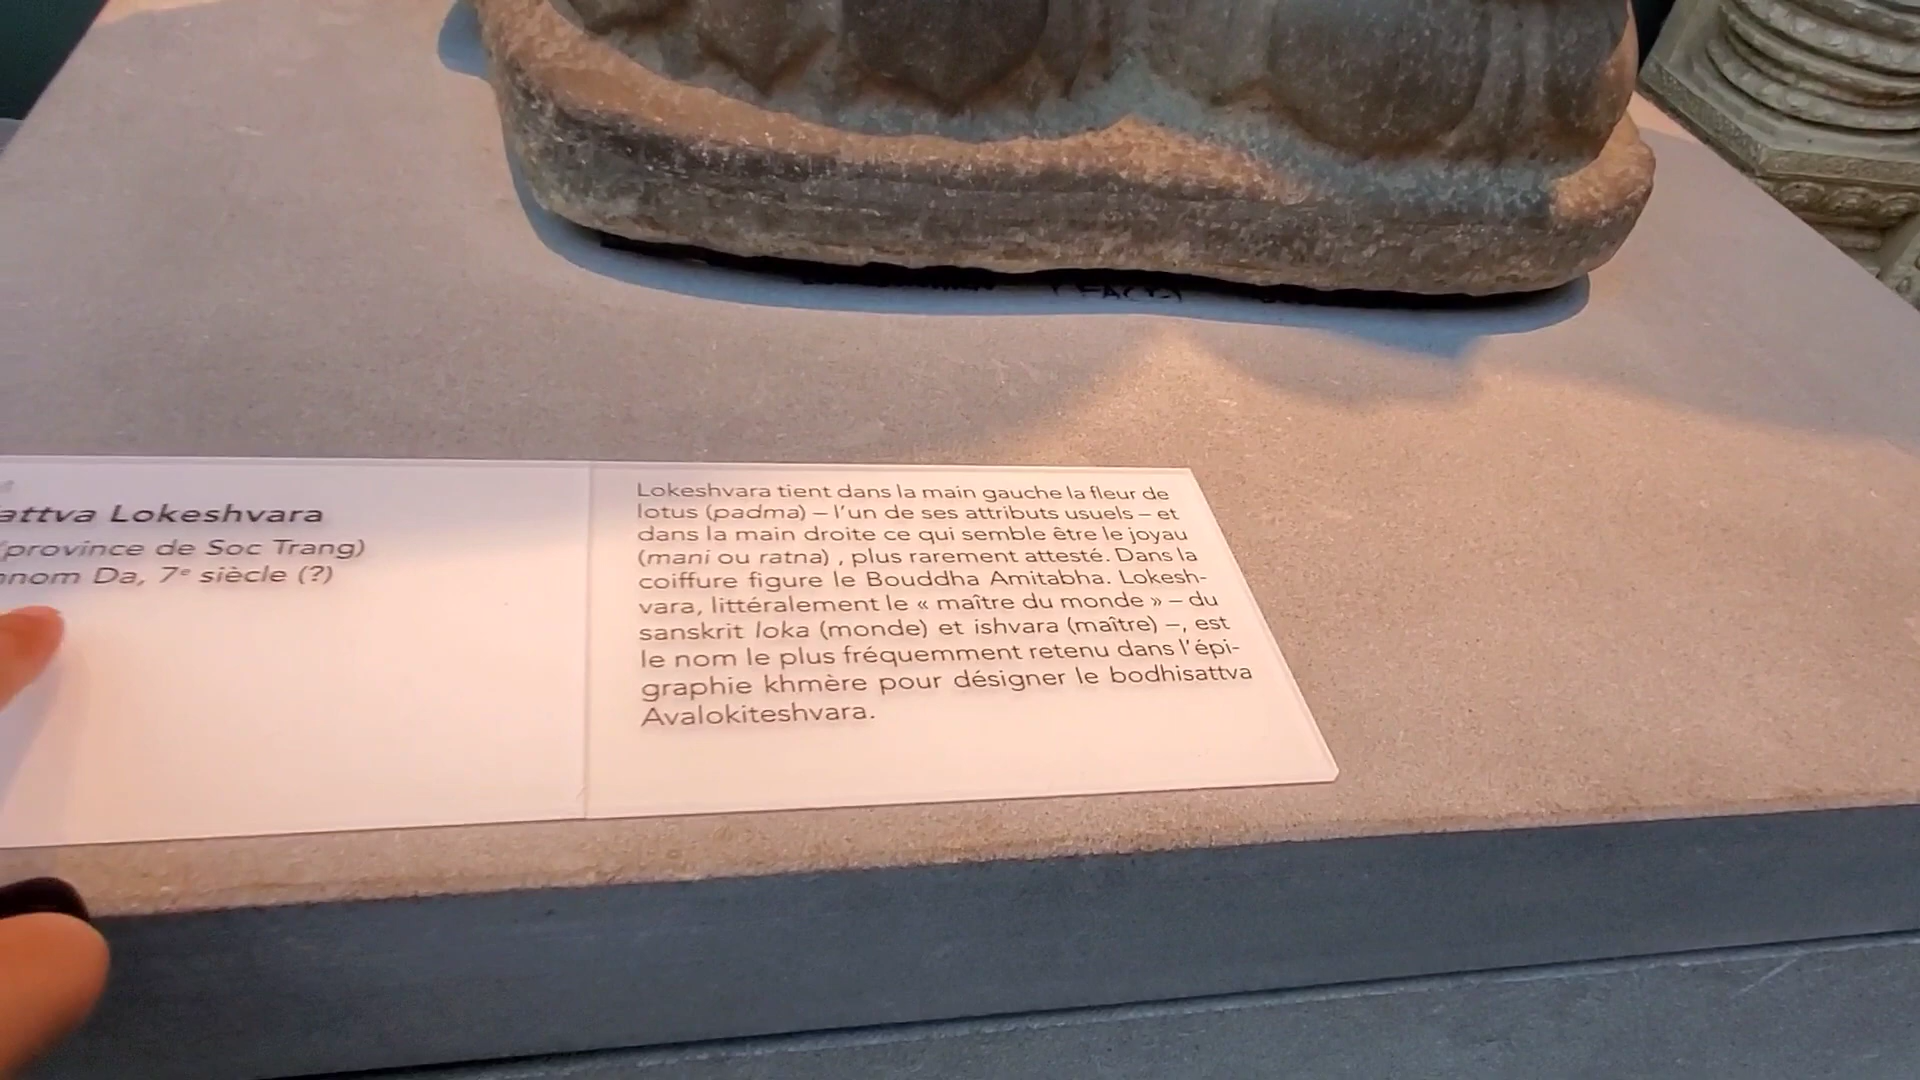 Lokeshvara
(province de Soc Trang)
Da, 7e siècle (?)
Lokeshvara tient dans la main gauche la fleur de
lotus (padma) – l'un de ses attributs usuels – et
dans la main droite ce qui semble être le joyau
(mani ou ratna) , plus rarement attesté. Dans la
coiffure figure le Bouddha Amitabha. Lokesh-
vara, littéralement le « maître du monde » – du
sanskrit loka (monde) et ishvara (maître) –, est
le nom le plus fréquemment retenu dans l'épi-
graphie khmère pour désigner le bodhisattva
Avalokiteshvara.